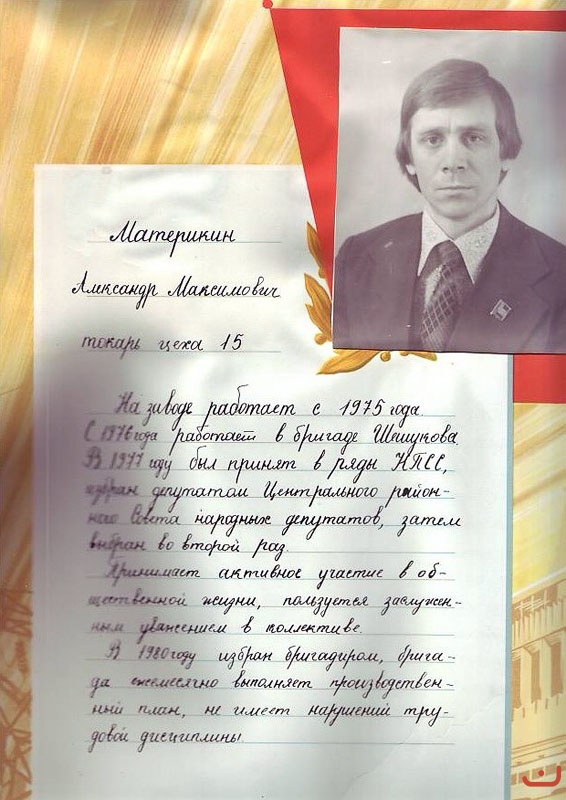 Материкин
Александр Максимович
токарь цеха 15
На заводе работает с 1975 года.
С 1976 года работает в бригаде Шешукова.
В 1977 году был принят в ряды КПСС,
избран депутатом Центрального район-
ного Совета народных депутатов, затем
выбран во второй раз.
Принимает активное участие в об-
щественной жизни, пользуется заслужен-
ным уважением в коллективе.
В 1980 году избран бригадиром, брига-
да ежемесячно выполняет производствен-
ный план, не имеет нарушений тру-
довой дисциплины.